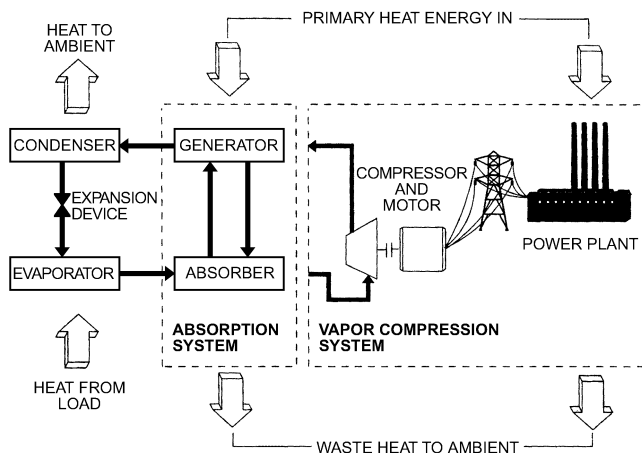 HEAT TO
AMBIENT
PRIMARY HEAT ENERGY IN
CONDENSER
GENERATOR
COMPRESSOR
AND
MOTOR
EXPANSION
DEVICE
POWER PLANT
EVAPORATOR
ABSORBER
ABSORPTION
SYSTEM
VAPOR COMPRESSION
SYSTEM
HEAT FROM
LOAD
WASTE HEAT TO AMBIENT